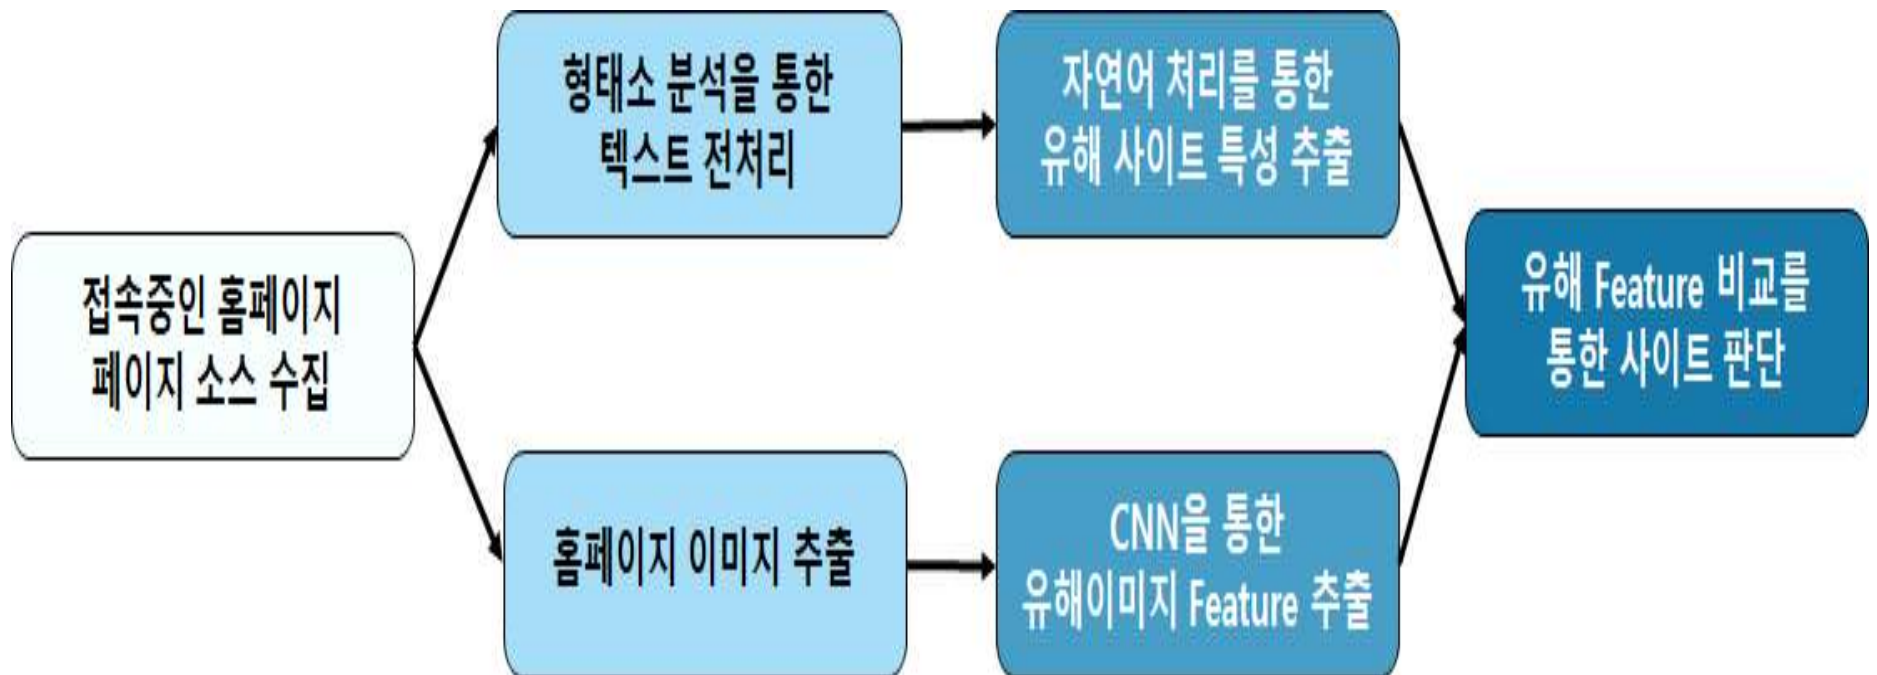 접속중인 홈페이지
페이지 소스 수집
형태소 분석을 통한
텍스트 전처리
자연어 처리를 통한
유해 사이트 특성 추출
홈페이지 이미지 추출
CNN을 통한
유해이미지 Feature 추출
유해 Feature 비교를
통한 사이트 판단